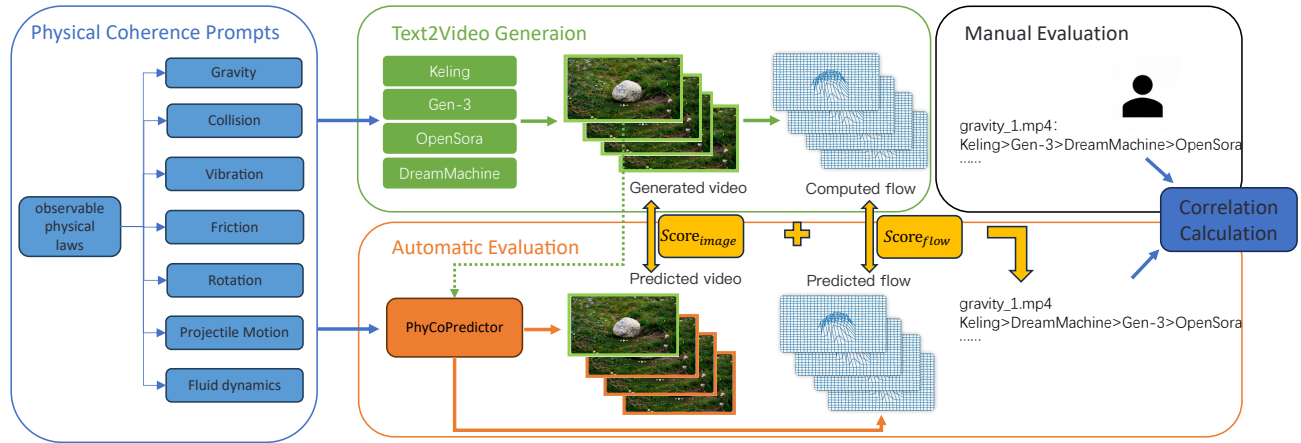 Physical Coherence Prompts
observable
physical
laws
Gravity
Collision
Vibration
Friction
Rotation
Projectile Motion
Fluid dynamics
Text2Video Generaion
Keling
Gen-3
OpenSora
DreamMachine
Generated video
Computed flow
Manual Evaluation
gravity_1.mp4:
Keling>Gen-3>DreamMachine>OpenSora
......
Correlation
Calculation
Automatic Evaluation
Score_image
Score_flow
Predicted video
Predicted flow
PhyCoPredictor
gravity_1.mp4
Keling>DreamMachine>Gen-3>OpenSora
......